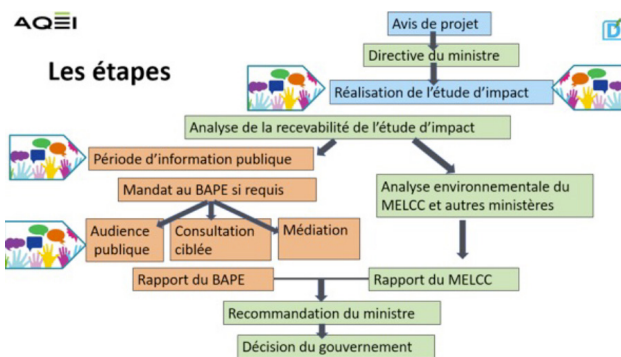 AQEI
Avis de projet
D
Directive du ministre
Les étapes
Réalisation de l'étude d'impact
Analyse de la recevabilité de l'étude d'impact
Période d'information publique
Mandat au BAPE si requis
Analyse environnementale du
MELCC et autres ministères
Audience
publique
Consultation
ciblée
Médiation
Rapport du BAPE
Rapport du MELCC
Recommandation du ministre
Décision du gouvernement